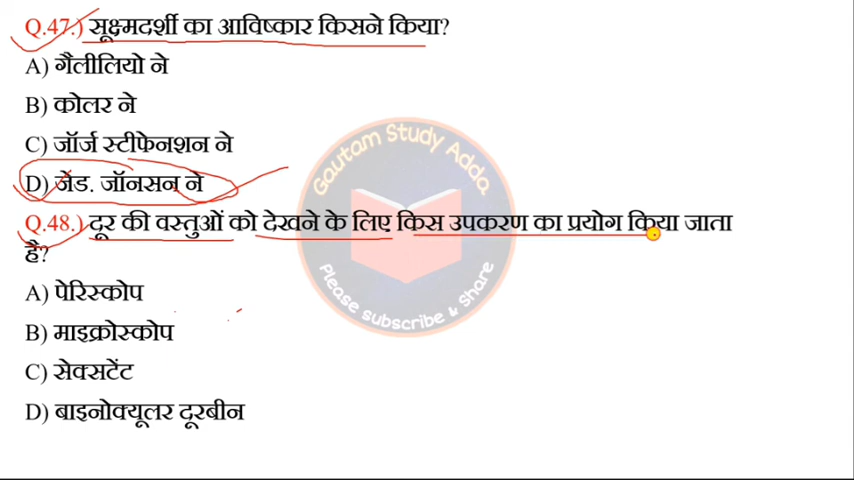 Q.47.) सूक्ष्मदर्शी का आविष्कार किसने किया?
A) गैलीलियो ने
B) कोलर ने
C) जॉर्ज स्टीफेनशन ने
D) जेड. जॉनसन ने
Q.48.) दूर की वस्तुओं को देखने के लिए किस उपकरण का प्रयोग किया जाता
है?
A) पेरिस्कोप
B) माइक्रोस्कोप
C) सेक्सटेंट
D) बाइनोक्यूलर दूरबीन
Gautam Study Adda
Please subscribe & Share